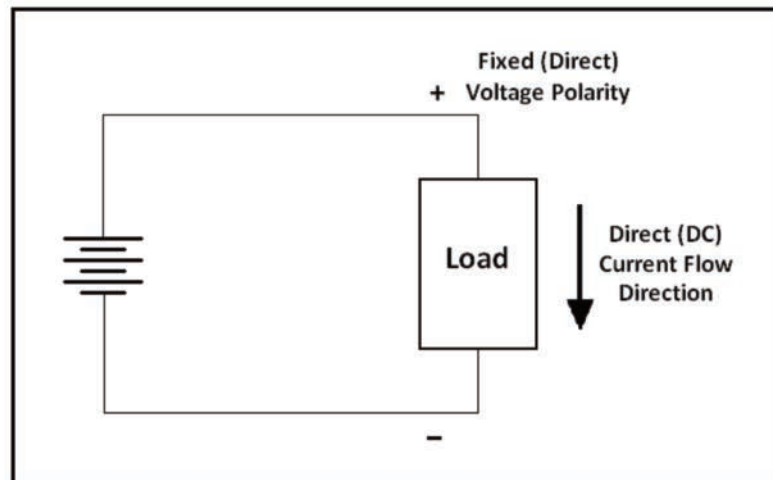 Fixed (Direct)
+ Voltage Polarity
Load
Direct (DC)
Current Flow
Direction
-